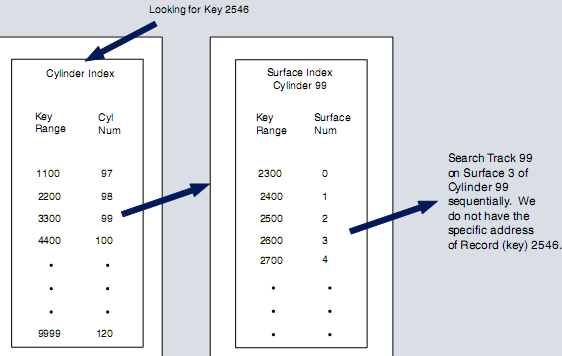 Looking for Key 2546
Cylinder Index
Key Cyl
Range Num
1100 97
2200 98
3300 99
4400 100
9999 120
Surface Index
Cylinder 99
Key Surface
Range Num
2300 0
2400 1
2500 2
2600 3
2700 4
Search Track 99
on Surface 3 of
Cylinder 99
sequentially. We
do not have the
specific address
of Record (key) 2546.